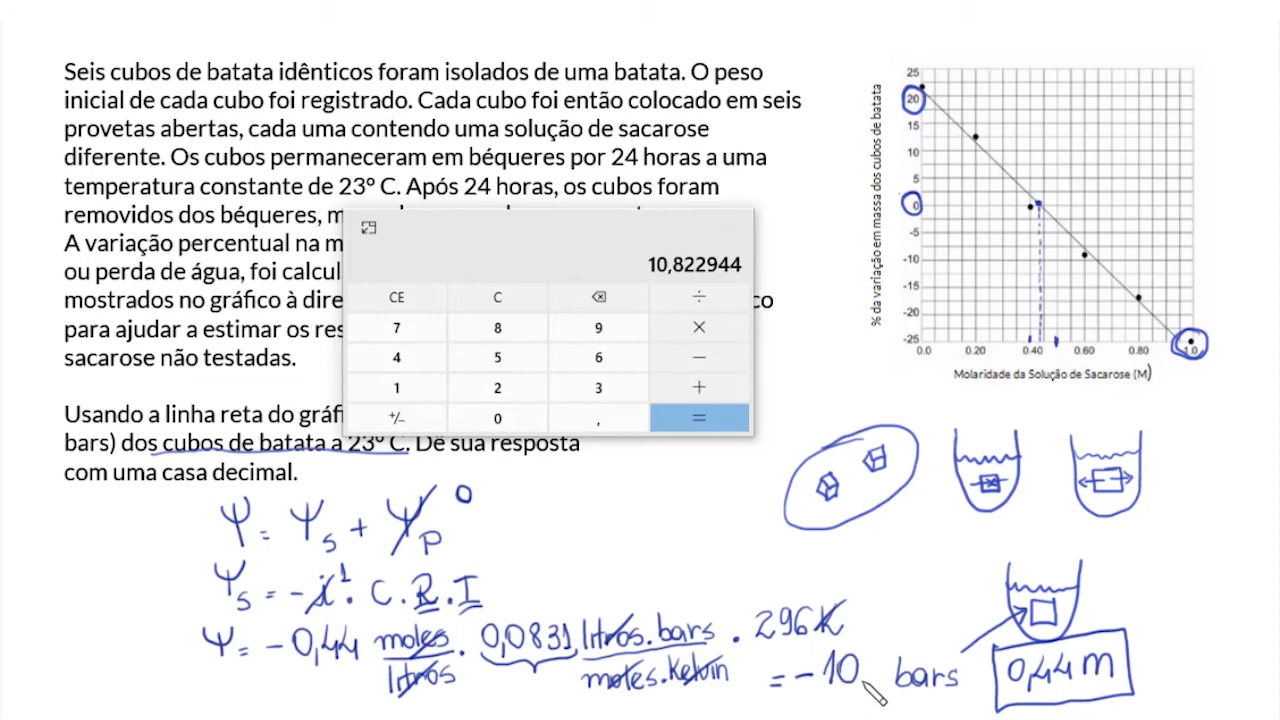 Seis cubos de batata idênticos foram isolados de uma batata. O peso
inicial de cada cubo foi registrado. Cada cubo foi então colocado em seis
provetas abertas, cada uma contendo uma solução de sacarose
diferente. Os cubos permaneceram em béqueres por 24 horas a uma
temperatura constante de 23º C. Após 24 horas, os cubos foram
removidos dos béqueres, m
A variação percentual na m
ou perda de água, foi calcul
mostrados no gráfico à dire co
para ajudar a estimar os res
sacarose não testadas.
Usando a linha reta do gráf
bars) dos cubos de batata a 23º C. Dê sua resposta
com uma casa decimal.
10,822944
CE C ⌫ ÷
7 8 9 ×
4 5 6 −
1 2 3 +
+/− 0 , =
% da variação em massa dos cubos de batata
25
20
15
10
5
0
-5
-10
-15
-20
-25
0.0 0.20 0.40 0.60 0.80 1.0
Molaridade da Solução de Sacarose (M)
Ψ = Ψs + Ψp 0
Ψs = - i 1 . C . R . T
Ψ = - 0,44 moles/litros . 0,0831 litros.bars/moles.Kelvin . 296K
= - 10 bars
0,44 m